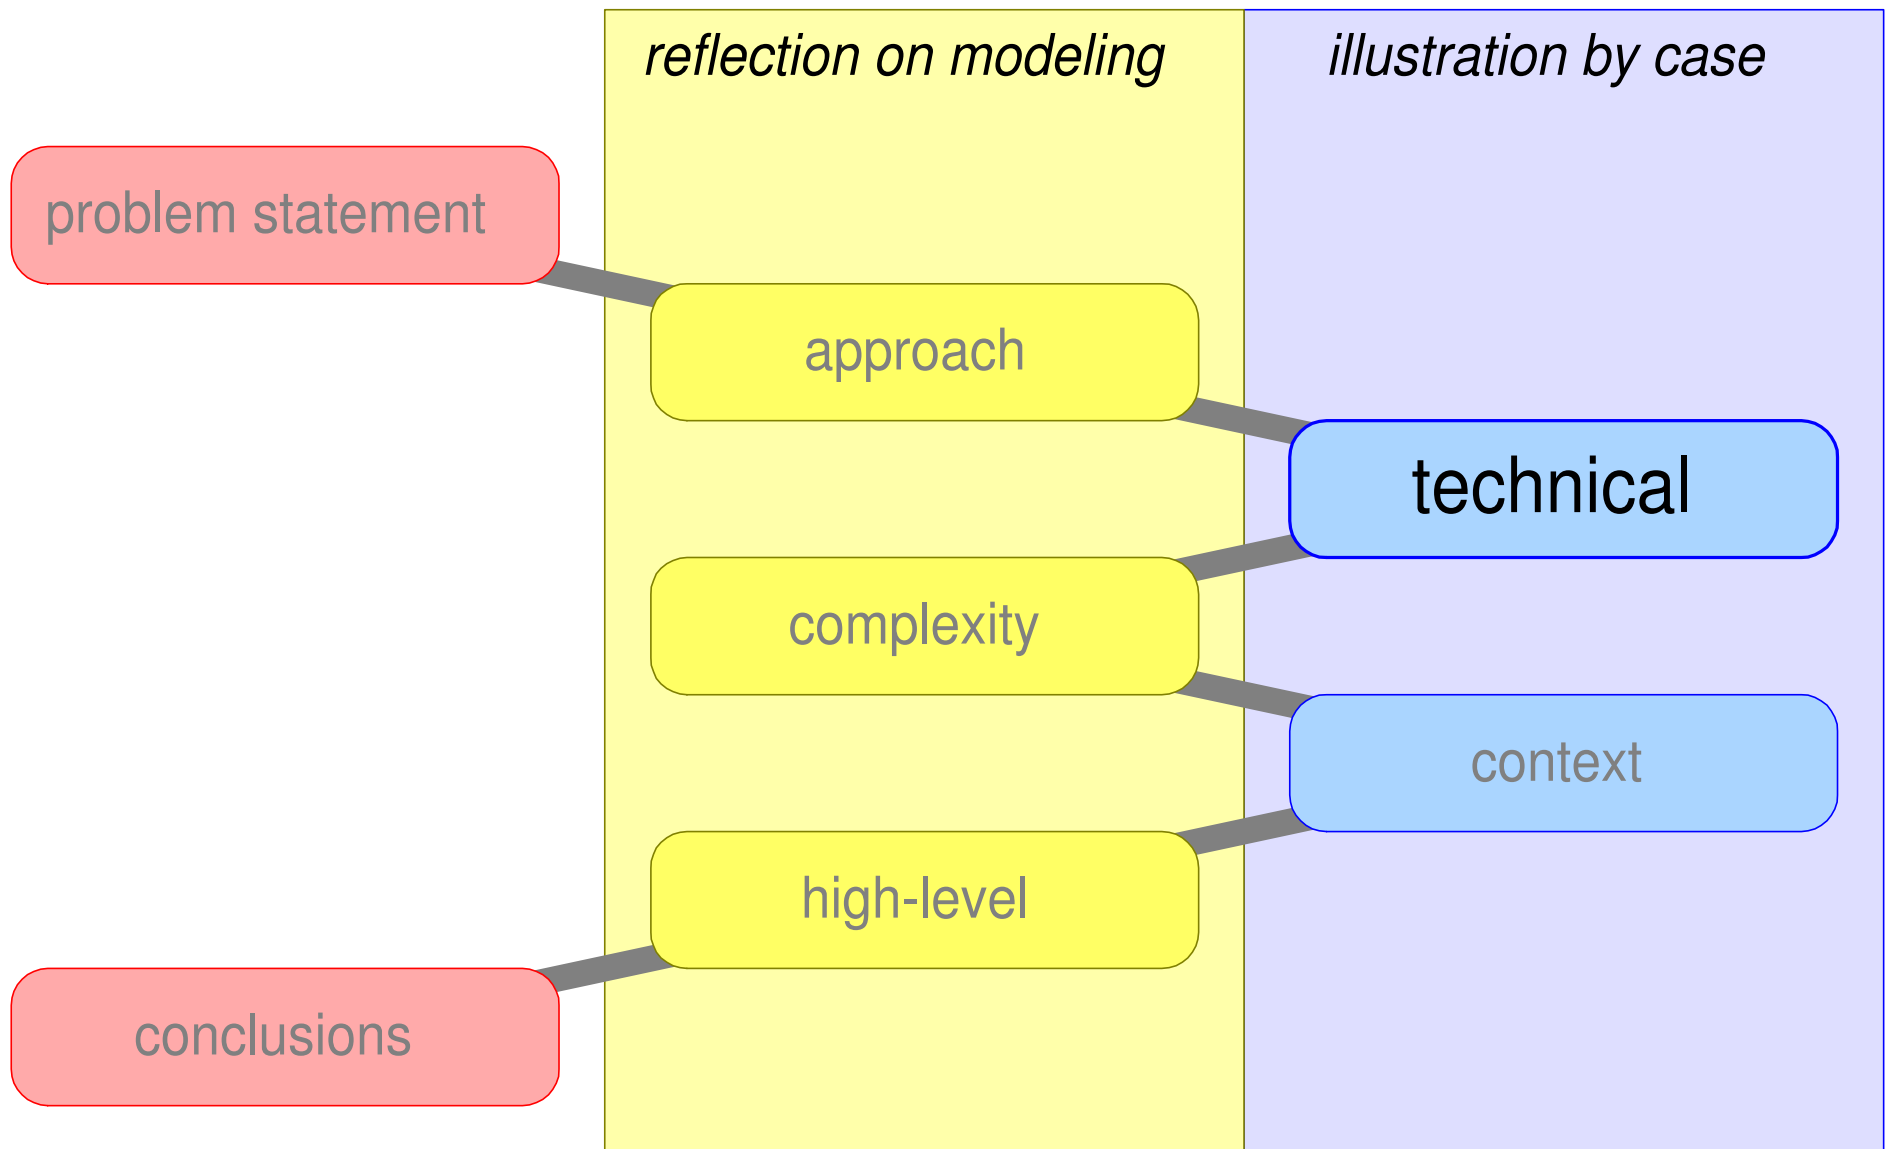 reflection on modeling
illustration by case
problem statement
approach
technical
complexity
context
high-level
conclusions